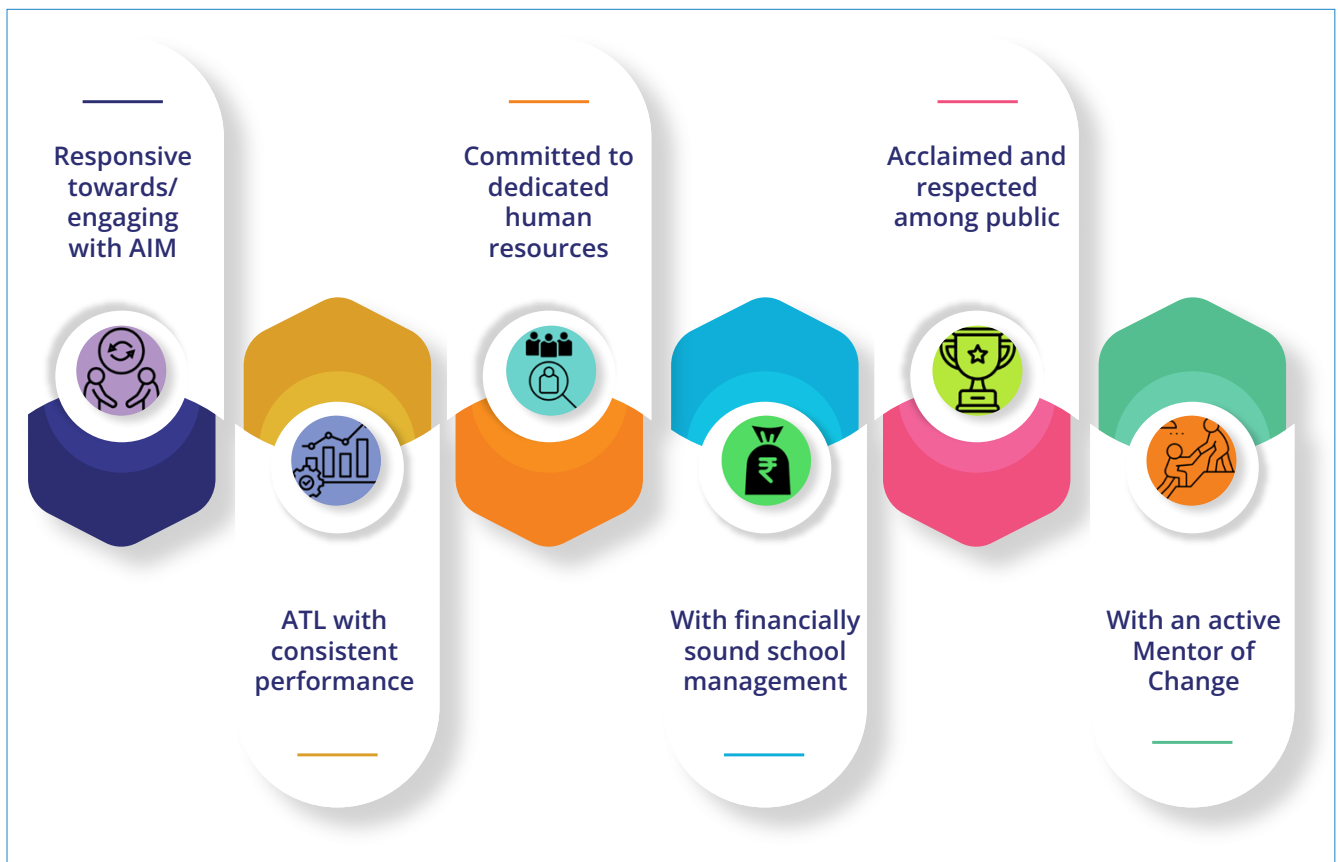 Responsive
towards/
engaging
with AIM
ATL with
consistent
performance
Committed to
dedicated
human
resources
With financially
sound school
management
₹
Acclaimed and
respected
among public
With an active
Mentor of
Change